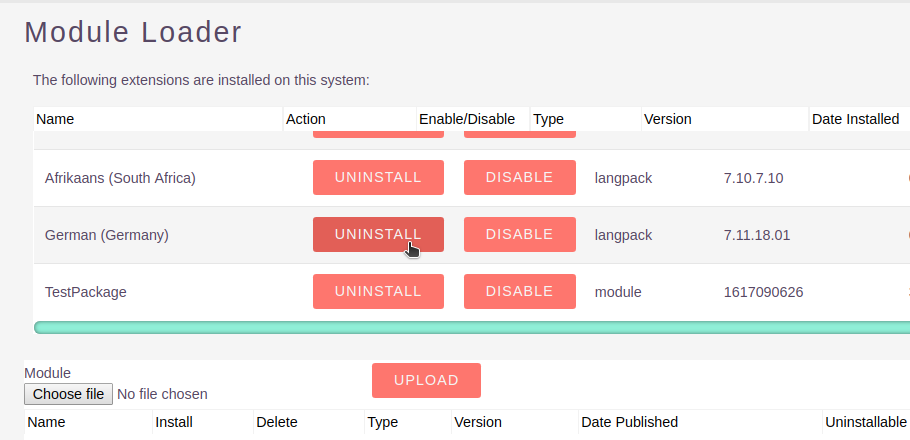 Module Loader
The following extensions are installed on this system:
Name Action Enable/Disable Type Version Date Installed
Afrikaans (South Africa) UNINSTALL DISABLE langpack 7.10.7.10
German (Germany) UNINSTALL DISABLE langpack 7.11.18.01
TestPackage UNINSTALL DISABLE module 1617090626
Module
Choose file No file chosen UPLOAD
Name Install Delete Type Version Date Published Uninstallable